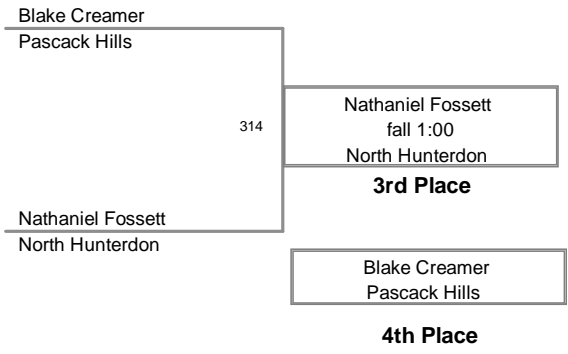 Blake Creamer
Pascack Hills
314
Nathaniel Fossett
fall 1:00
North Hunterdon
3rd Place
Nathaniel Fossett
North Hunterdon
Blake Creamer
Pascack Hills
4th Place